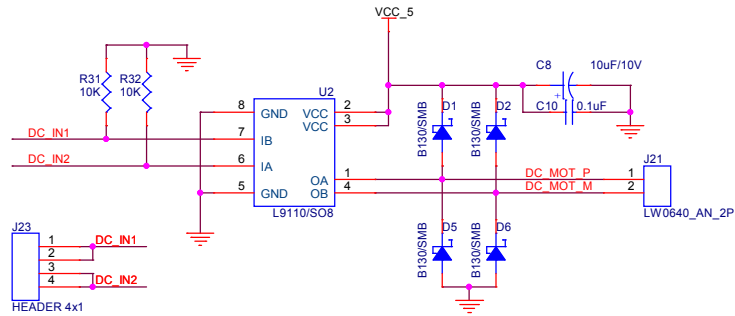 VCC_5
R31
10K
R32
10K
C8
10uF/10V
+
C10
0.1uF
U2
8
GND
VCC
2
VCC
3
7
IB
6
IA
5
GND
OA
1
OB
4
L9110/SO8
DC_IN1
DC_IN2
D1
B130/SMB
D2
B130/SMB
DC_MOT_P
DC_MOT_M
J21
1
2
LW0640_AN_2P
D5
B130/SMB
D6
B130/SMB
J23
1
2
3
4
DC_IN1
DC_IN2
HEADER 4x1